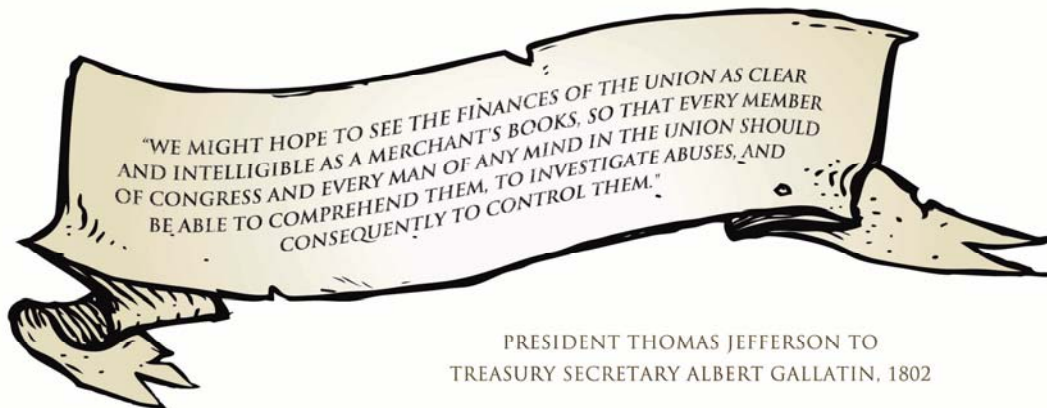 "WE MIGHT HOPE TO SEE THE FINANCES OF THE UNION AS CLEAR
AND INTELLIGIBLE AS A MERCHANT'S BOOKS, SO THAT EVERY MEMBER
OF CONGRESS AND EVERY MAN OF ANY MIND IN THE UNION SHOULD
BE ABLE TO COMPREHEND THEM, TO INVESTIGATE ABUSES, AND
CONSEQUENTLY TO CONTROL THEM."
PRESIDENT THOMAS JEFFERSON TO
TREASURY SECRETARY ALBERT GALLATIN, 1802